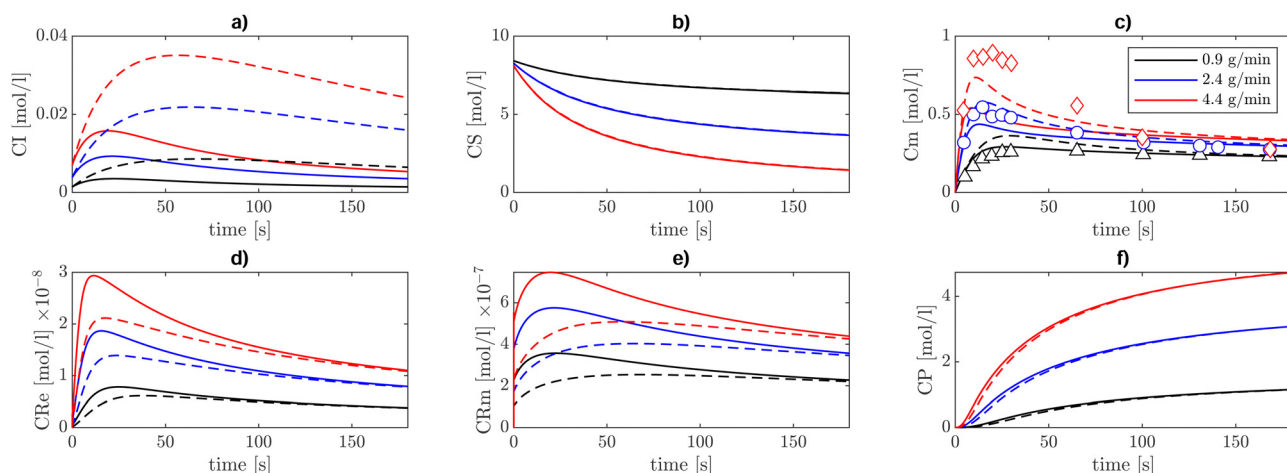 a)
b)
c)
0.04
0.02
0
CI [mol/l]
0 50 100 150
time [s]
10
5
0
CS [mol/l]
0 50 100 150
time [s]
1
0.5
0
Cm [mol/l]
0.9 g/min
2.4 g/min
4.4 g/min
0 50 100 150
time [s]
d)
e)
f)
3
2
1
0
CRe [mol/l] ×10⁻⁸
0 50 100 150
time [s]
6
4
2
0
CRm [mol/l] ×10⁻⁷
0 50 100 150
time [s]
4
2
0
CP [mol/l]
0 50 100 150
time [s]